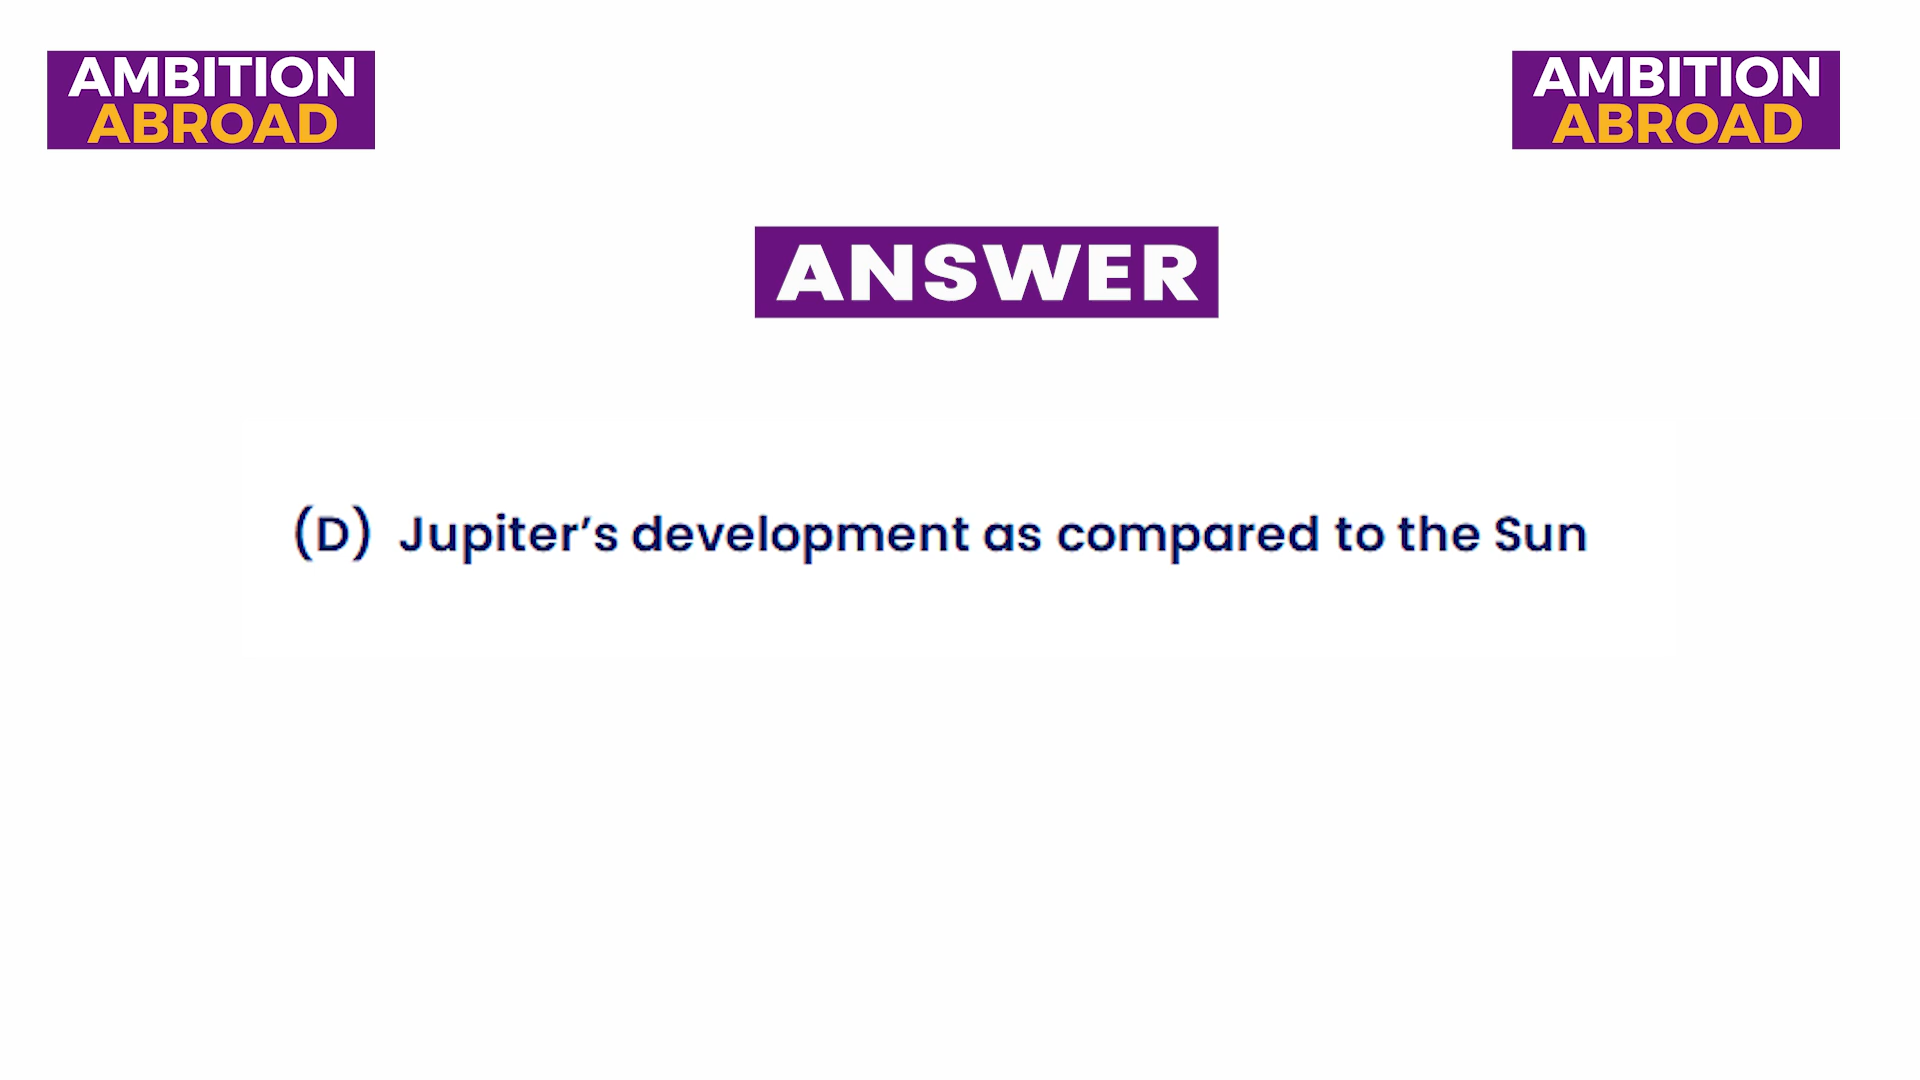 AMBITION
ABROAD
AMBITION
ABROAD
ANSWER
(D) Jupiter’s development as compared to the Sun